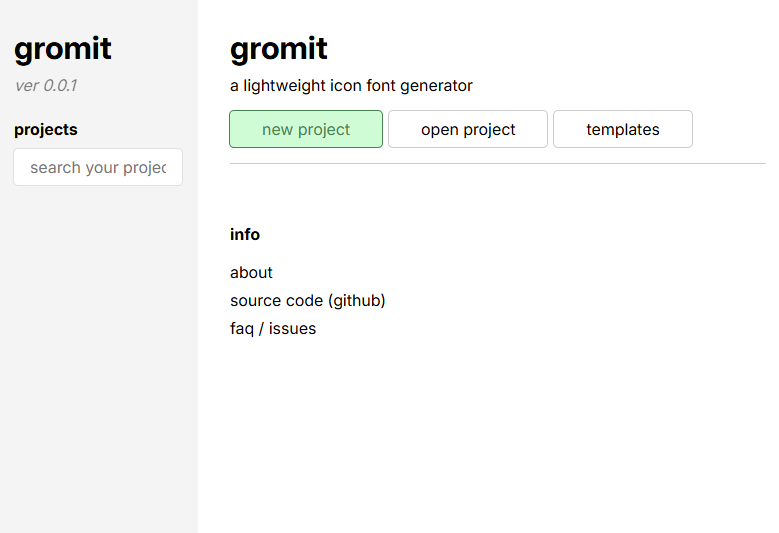 gromit
ver 0.0.1
projects
search your projec
gromit
a lightweight icon font generator
new project
open project
templates
info
about
source code (github)
faq / issues